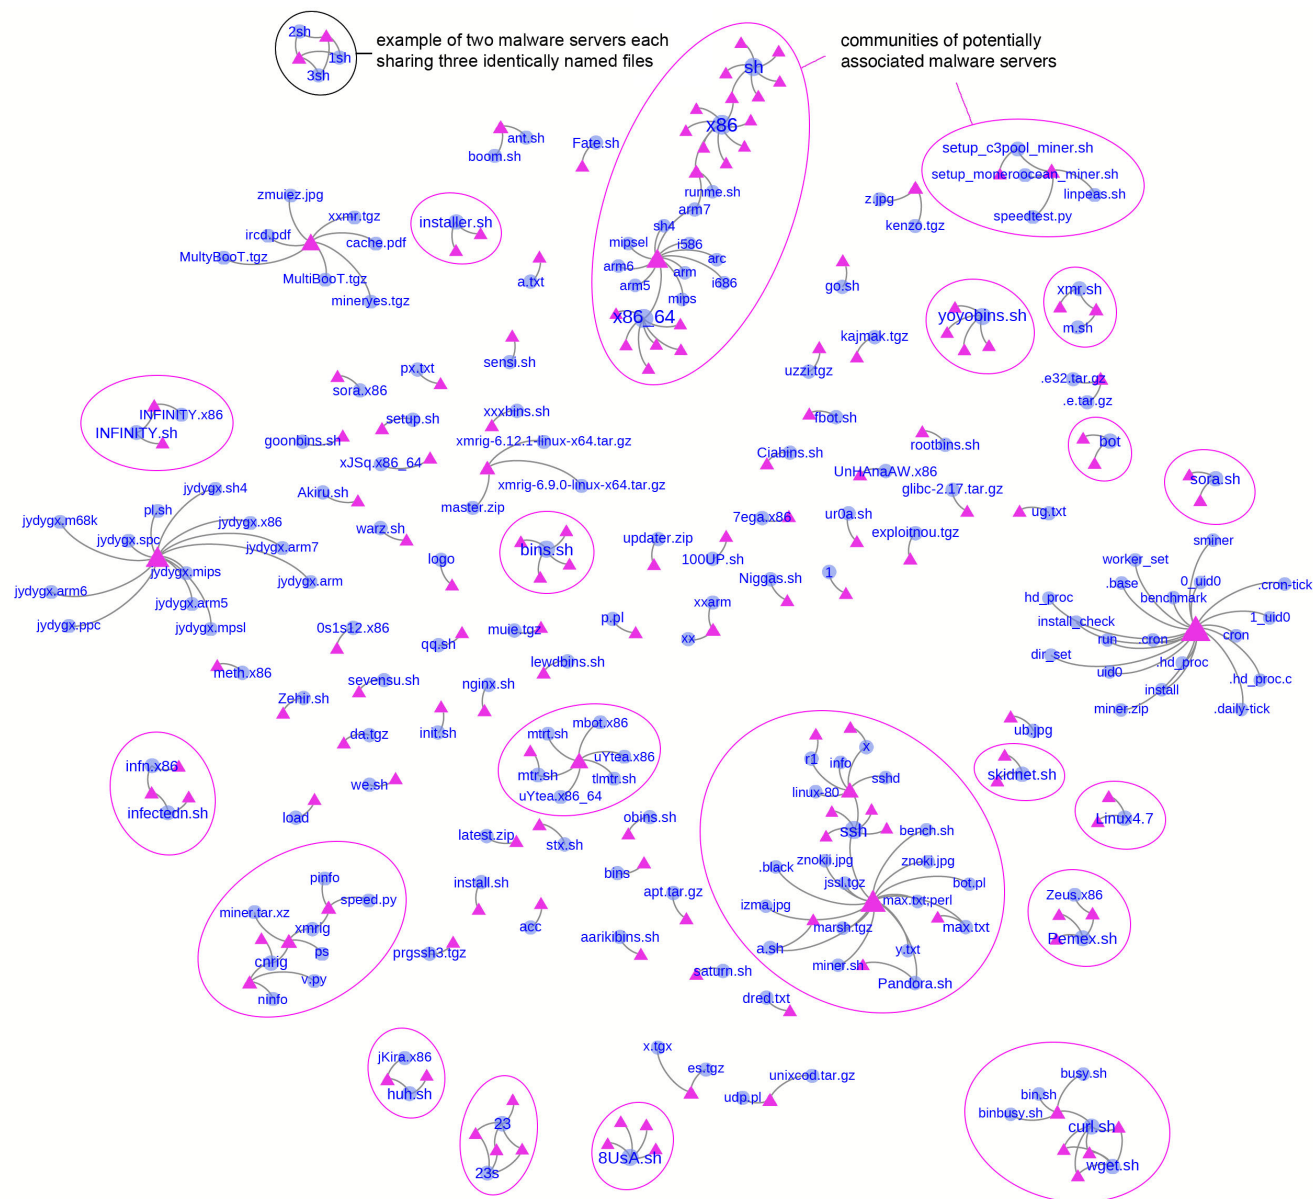 2sh
1sh
3sh
example of two malware servers each
sharing three identically named files
communities of potentially
associated malware servers
sh
x86
runme.sh
arm7
sh4
mipsel
i586
arc
arm6
arm
arm5
i686
mips
x86_64
ant.sh
boom.sh
Fate.sh
setup_c3pool_miner.sh
setup_moneroocean_miner.sh
linpeas.sh
speedtest.py
z.jpg
kenzo.tgz
zmuiez.jpg
xxmr.tgz
ircd.pdf
cache.pdf
MultyBooT.tgz
MultiBooT.tgz
mineryes.tgz
installer.sh
a.txt
go.sh
yoyobins.sh
xmr.sh
m.sh
kajmak.tgz
uzzi.tgz
sensi.sh
px.txt
sora.x86
.e32.tar.gz
.e.tar.gz
INFINITY.x86
INFINITY.sh
goonbins.sh
setup.sh
xxxbins.sh
xJSq.x86_64
xmrig-6.12.1-linux-x64.tar.gz
xmrig-6.9.0-linux-x64.tar.gz
master.zip
fbot.sh
Ciabins.sh
rootbins.sh
UnHAnaAW.x86
glibc-2.17.tar.gz
bot
sora.sh
ug.txt
jydygx.sh4
pl.sh
jydygx.m68k
jydygx.x86
jydygx.spc
jydygx.arm7
jydygx.mips
jydygx.arm
jydygx.arm6
jydygx.arm5
jydygx.ppc
jydygx.mpsl
Akiru.sh
warz.sh
logo
bins.sh
updater.zip
7ega.x86
100UP.sh
ur0a.sh
exploitnou.tgz
Niggas.sh
1
xxarm
xx
p.pl
sminer
worker_set
.base
0_uid0
.cron-tick
benchmark
hd_proc
install_check
1_uid0
run
.cron
cron
dir_set
.hd_proc
uid0
.hd_proc.c
install
miner.zip
.daily-tick
0s1s12.x86
qq.sh
muie.tgz
meth.x86
lewdbins.sh
sevensu.sh
nginx.sh
Zehir.sh
da.tgz
init.sh
we.sh
load
infn.x86
infectedn.sh
mbot.x86
mtrt.sh
uYtea.x86
mtr.sh
tlmtr.sh
uYtea.x86_64
ub.jpg
skidnet.sh
Linux4.7
r1
info
x
sshd
linux-80
ssh
bench.sh
.black
znokii.jpg
znoki.jpg
jssl.tgz
bot.pl
izma.jpg
max.txt;perl
marsh.tgz
max.txt
a.sh
y.txt
miner.sh
Pandora.sh
latest.zip
stx.sh
obins.sh
bins
install.sh
acc
apt.tar.gz
aarikibins.sh
prgssh3.tgz
saturn.sh
dred.txt
Zeus.x86
Pemex.sh
pinfo
speed.py
miner.tar.xz
xmrig
ps
cnrig
v.py
ninfo
jKira.x86
huh.sh
23
23s
x.tgx
es.tgz
udp.pl
unixcod.tar.gz
8UsA.sh
busy.sh
bin.sh
binbusy.sh
curl.sh
wget.sh